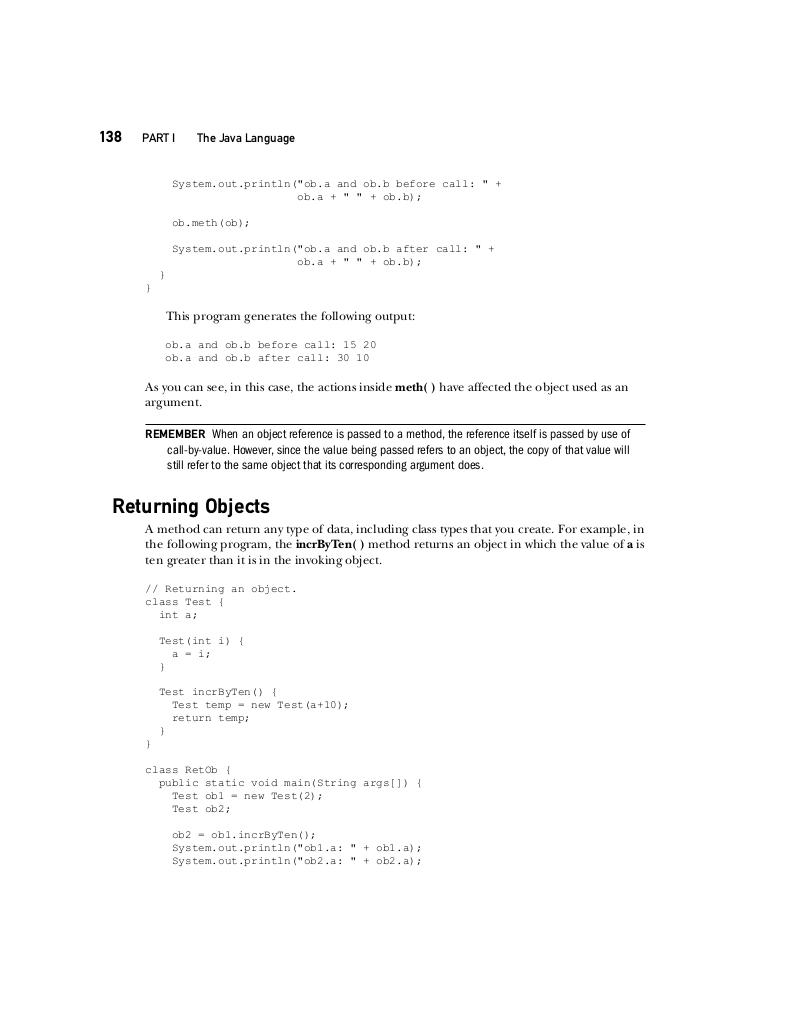 138 PART I The Java Language
System.out.println("ob.a and ob.b before call: " +
ob.a + " " + ob.b);
ob.meth(ob);
System.out.println("ob.a and ob.b after call: " +
ob.a + " " + ob.b);
}
}
This program generates the following output:
ob.a and ob.b before call: 15 20
ob.a and ob.b after call: 30 10
As you can see, in this case, the actions inside meth( ) have affected the object used as an
argument.
REMEMBER When an object reference is passed to a method, the reference itself is passed by use of
call-by-value. However, since the value being passed refers to an object, the copy of that value will
still refer to the same object that its corresponding argument does.
Returning Objects
A method can return any type of data, including class types that you create. For example, in
the following program, the incrByTen( ) method returns an object in which the value of a is
ten greater than it is in the invoking object.
// Returning an object.
class Test {
int a;
Test(int i) {
a = i;
}
Test incrByTen() {
Test temp = new Test(a+10);
return temp;
}
}
class RetOb {
public static void main(String args[]) {
Test ob1 = new Test(2);
Test ob2;
ob2 = ob1.incrByTen();
System.out.println("ob1.a: " + ob1.a);
System.out.println("ob2.a: " + ob2.a);